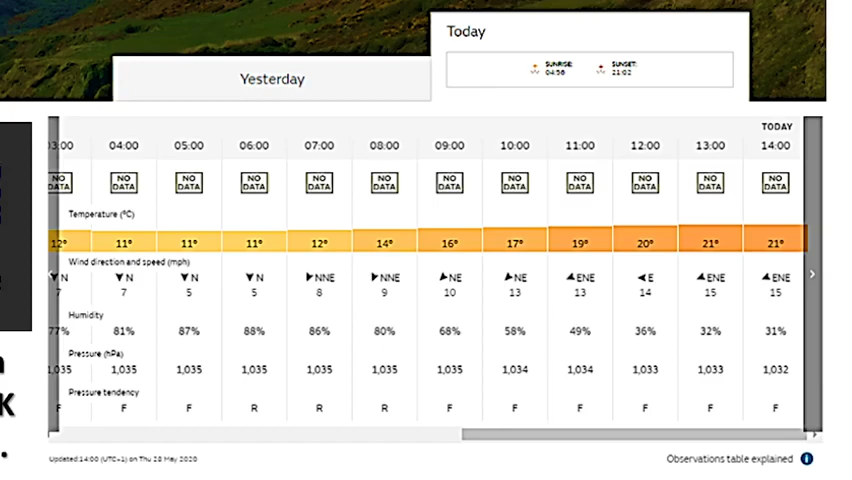 Today
SUNRISE: SUNSET:
04:58 21:02
Yesterday
TODAY
03:00 04:00 05:00 06:00 07:00 08:00 09:00 10:00 11:00 12:00 13:00 14:00
NO DATA NO DATA NO DATA NO DATA NO DATA NO DATA NO DATA NO DATA NO DATA NO DATA NO DATA NO DATA
Temperature (ºC)
12° 11° 11° 11° 12° 14° 16° 17° 19° 20° 21° 21°
Wind direction and speed (mph)
N N N N NNE NNE NE NE ENE E ENE ENE
7 7 5 5 8 9 10 13 13 14 15 15
Humidity
77% 81% 87% 88% 86% 80% 68% 58% 49% 36% 32% 31%
Pressure (hPa)
1,035 1,035 1,035 1,035 1,035 1,035 1,035 1,034 1,034 1,033 1,033 1,032
Pressure tendency
F F F R R R F F F F F F
K
.
Updated:14:00 (UTC+1) on Thu 28 May 2020
Observations table explained i